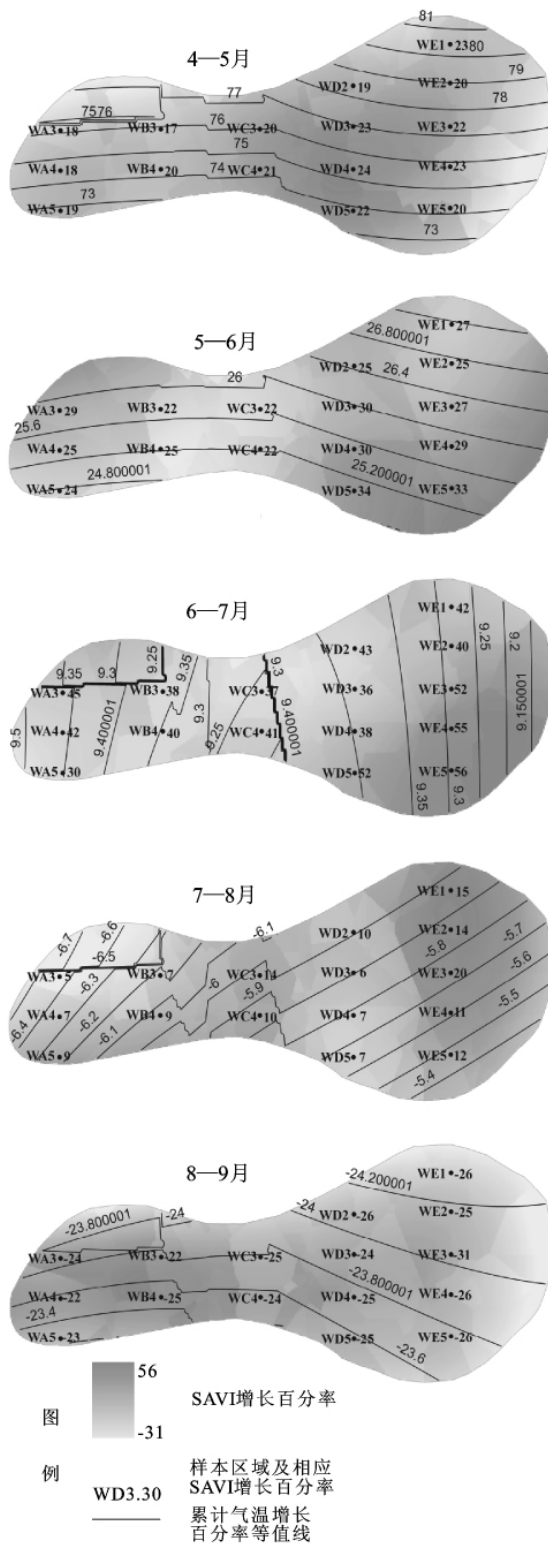 4—5月
81
WE1•23 80
79
WD2•19 WE2•20
77 78
7576
WA3•18 WB3•17 76 WC3•20 WD3•23 WE3•22
75
WA4•18 WB4•20 74 WC4•21 WD4•24 WE4•23
73
WA5•19 WD5•22 WE5•20
73
5—6月
WE1•27
26.800001
WD2•25 WE2•25
26 26.4
WA3•29 WB3•22 WC3•22 WD3•30 WE3•27
25.6
WA4•25 WB4•25 WC4•22 WD4•30 WE4•29
24.800001 25.200001
WA5•24 WD5•34 WE5•33
6—7月
WE1•42
9.25 9.2
WD2•43 WE2•40
9.35 9.3 9.25 9.35 9.3
WA3•45 WB3•38 WC3•37 WD3•36 WE3•52
9.5 9.400001 9.3 9.25 9.400001 9.150001
WA4•42 WB4•40 WC4•41 WD4•38 WE4•55
WA5•30 WD5•52 WE5•56
9.35 9.3
7—8月
WE1•15
-6.7 -6.6 -6.1 WD2•10 WE2•14 -5.7
-6.5 -5.8
WA3•5 -6.3 WB3•7 WC3•14 WD3•6 WE3•20 -5.6
-6 -5.9 -5.5
WA4•7 -6.2 WB4•9 WC4•10 WD4•7 WE4•11
-6.4 -6.1
WA5•9 WD5•7 WE5•12
-5.4
8—9月
-24.200001 WE1•-26
-23.800001 -24 -24 WD2•-26 WE2•-25
WA3•-24 WB3•-22 WC3•-25 WD3•-24 WE3•-31
-23.800001
WA4•-22 WB4•-25 WC4•-24 WD4•-25 WE4•-26
-23.4
WA5•-23 WD5•-25 -23.6 WE5•-26
图例
56
SAVI增长百分率
-31
WD3.30
样本区域及相应
SAVI增长百分率
累计气温增长
百分率等值线